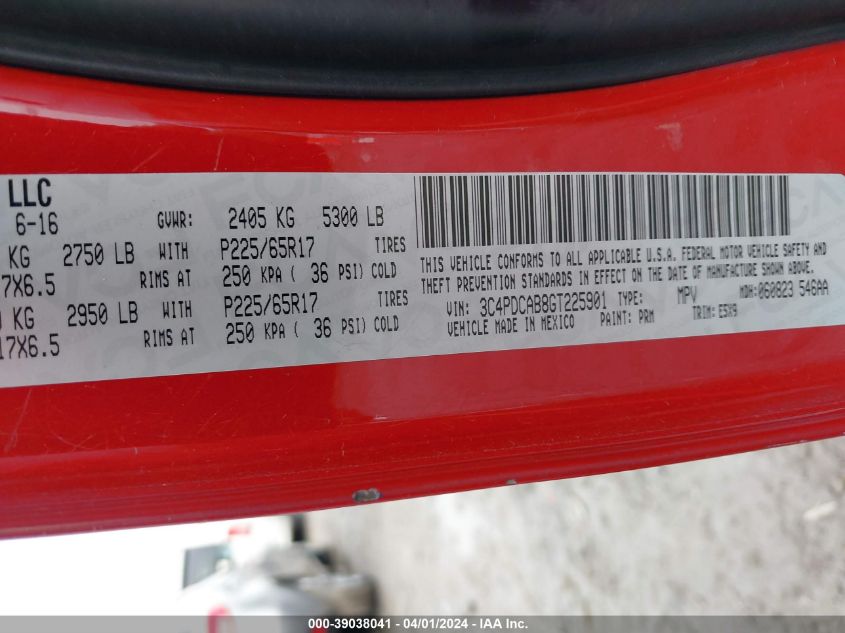 LLC
6-16 GVWR: 2405 KG 5300 LB
KG 2750 LB WITH P225/65R17 TIRES
7X6.5 RIMS AT 250 KPA ( 36 PSI) COLD
KG 2950 LB WITH P225/65R17 TIRES
17X6.5 RIMS AT 250 KPA ( 36 PSI) COLD
THIS VEHICLE CONFORMS TO ALL APPLICABLE U.S.A. FEDERAL MOTOR VEHICLE SAFETY AND
THEFT PREVENTION STANDARDS IN EFFECT ON THE DATE OF MANUFACTURE SHOWN ABOVE.
VIN: 3C4PDCAB8GT225901 TYPE: MPV MDH: 060823 546AA
VEHICLE MADE IN MEXICO PAINT: PRM TRIM: E5X9
000-39038041 - 04/01/2024 - IAA Inc.